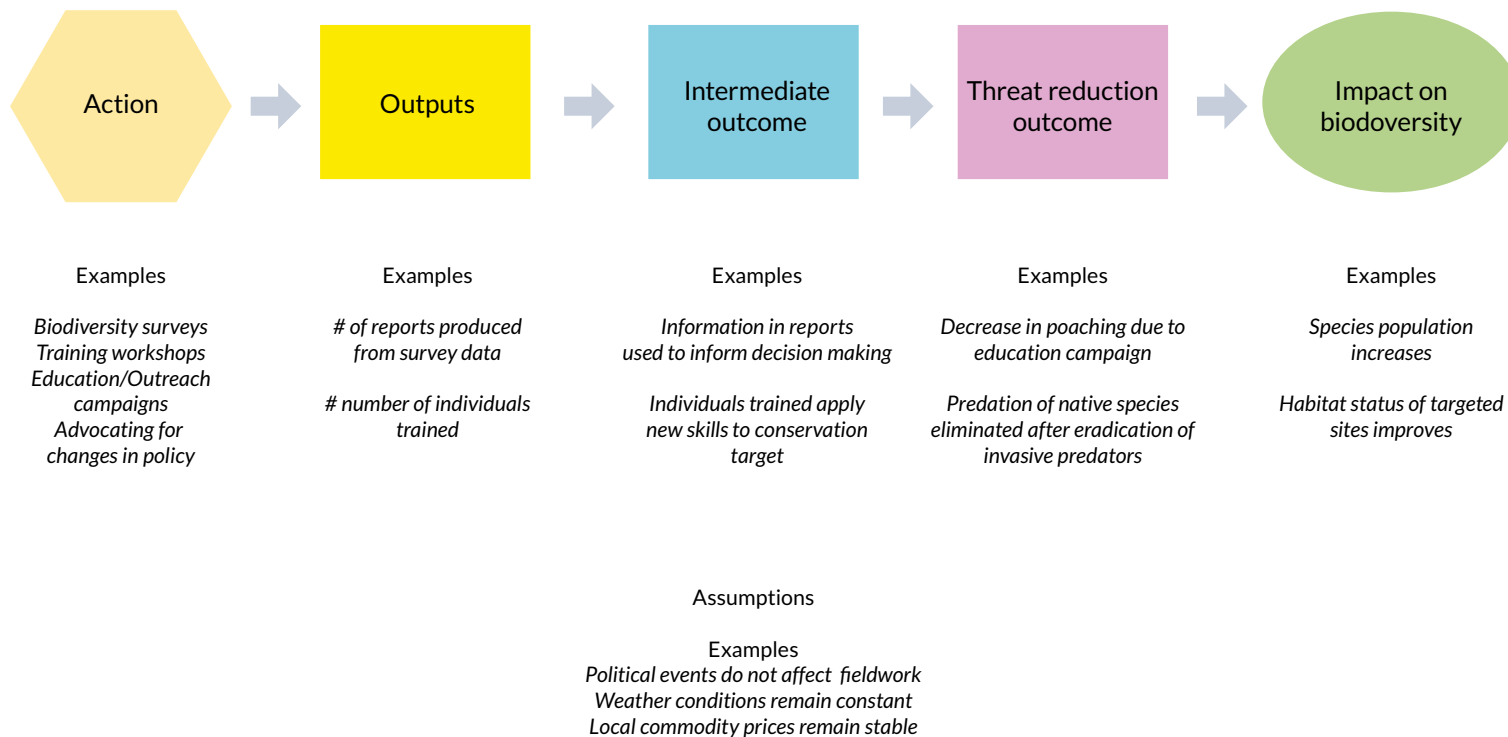 Action
Outputs
Intermediate
outcome
Threat reduction
outcome
Impact on
biodoversity
Examples
Biodiversity surveys
Training workshops
Education/Outreach
campaigns
Advocating for
changes in policy
Examples
# of reports produced
from survey data
# number of individuals
trained
Examples
Information in reports
used to inform decision making
Individuals trained apply
new skills to conservation
target
Examples
Decrease in poaching due to
education campaign
Predation of native species
eliminated after eradication of
invasive predators
Examples
Species population
increases
Habitat status of targeted
sites improves
Assumptions
Examples
Political events do not affect fieldwork
Weather conditions remain constant
Local commodity prices remain stable